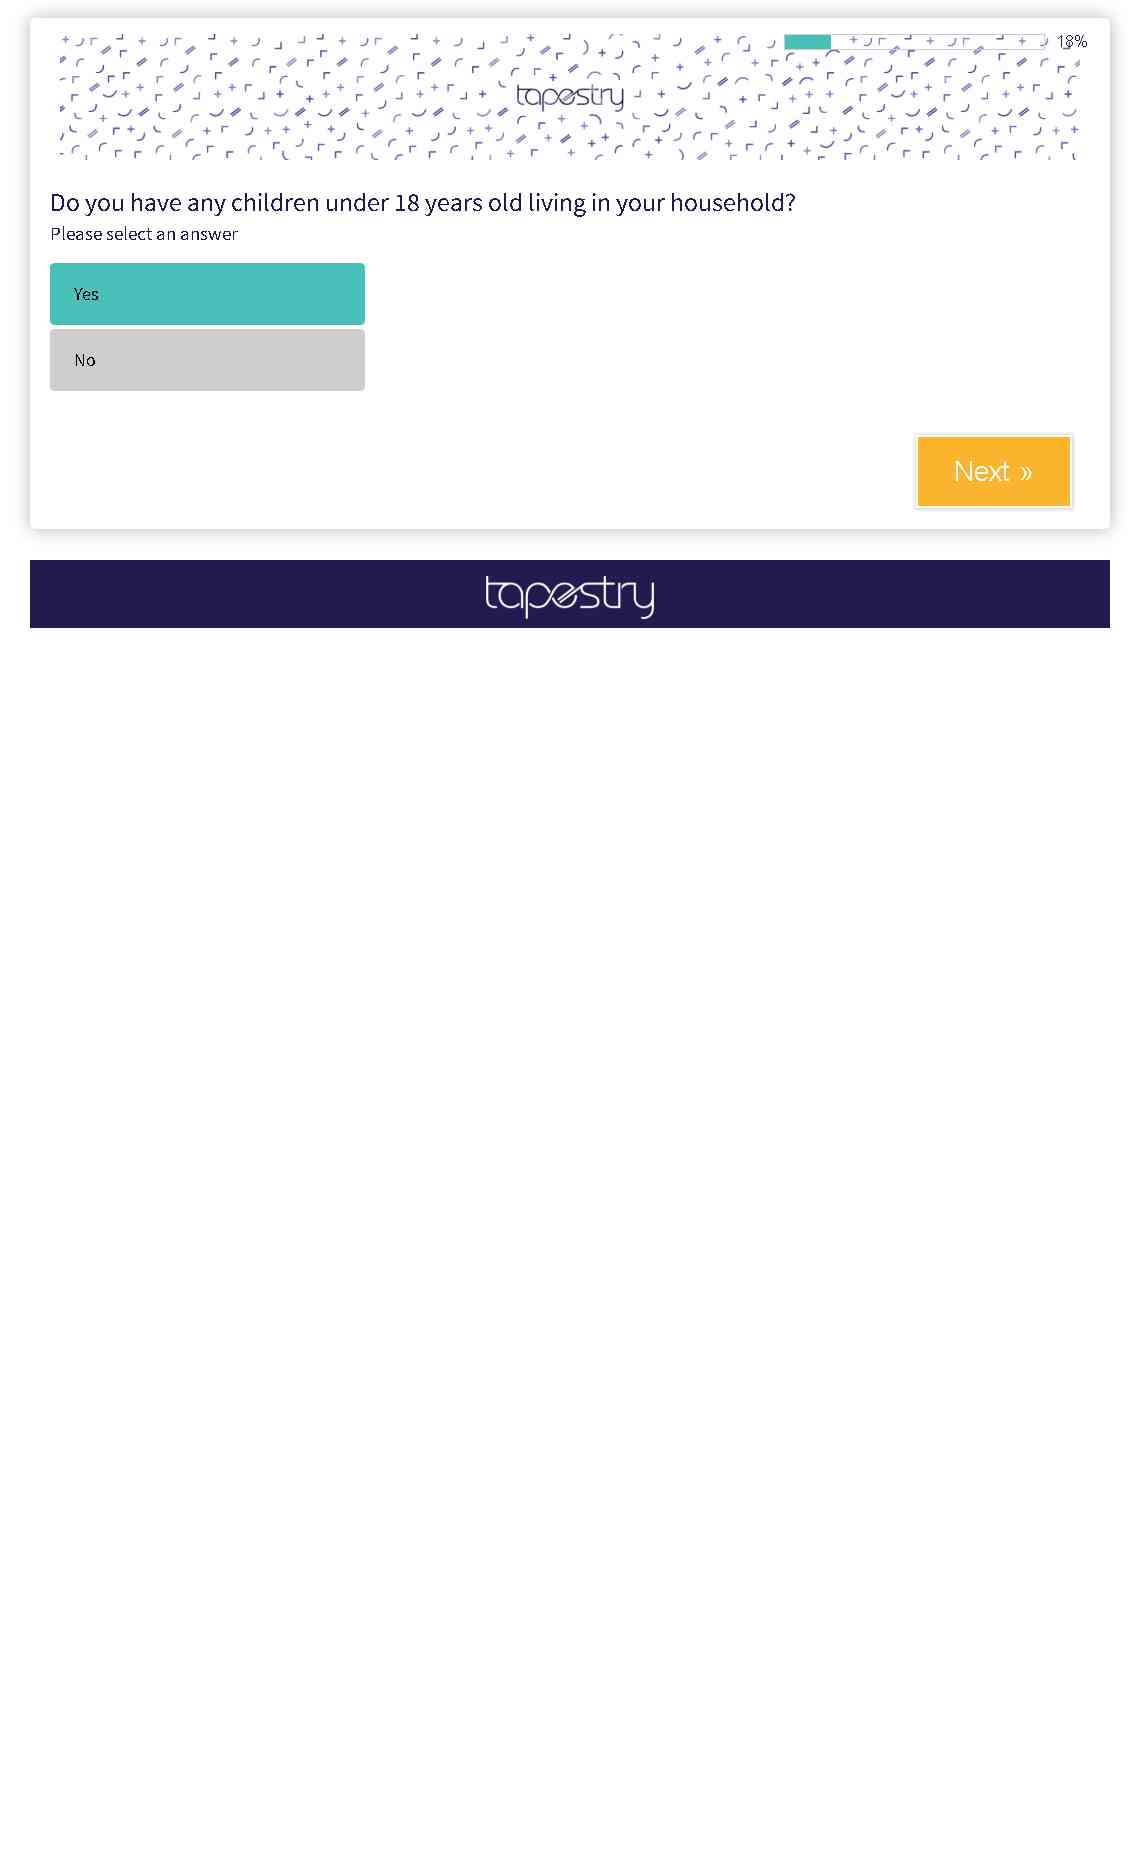 18%
tapestry
Do you have any children under 18 years old living in your household?
Please select an answer
Yes
No
Next »
tapestry